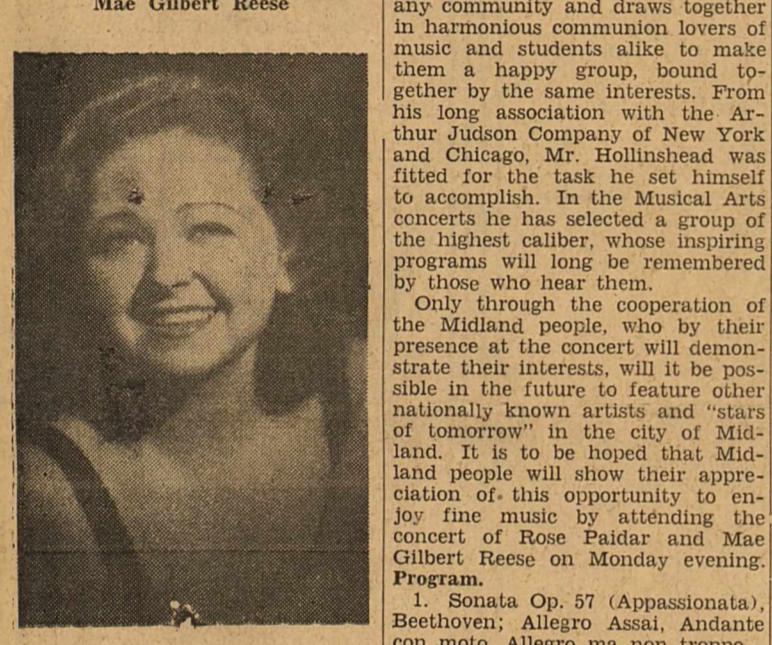 Mae Gilbert Reese
any community and draws together
in harmonious communion lovers of
music and students alike to make
them a happy group, bound to-
gether by the same interests. From
his long association with the Ar-
thur Judson Company of New York
and Chicago, Mr. Hollinshead was
fitted for the task he set himself
to accomplish. In the Musical Arts
concerts he has selected a group of
the highest caliber, whose inspiring
programs will long be remembered
by those who hear them.
Only through the cooperation of
the Midland people, who by their
presence at the concert will demon-
strate their interests, will it be pos-
sible in the future to feature other
nationally known artists and "stars
of tomorrow" in the city of Mid-
land. It is to be hoped that Mid-
land people will show their appre-
ciation of this opportunity to en-
joy fine music by attending the
concert of Rose Paidar and Mae
Gilbert Reese on Monday evening.
Program.
1. Sonata Op. 57 (Appassionata),
Beethoven; Allegro Assai, Andante
con moto, Allegro ma non troppo